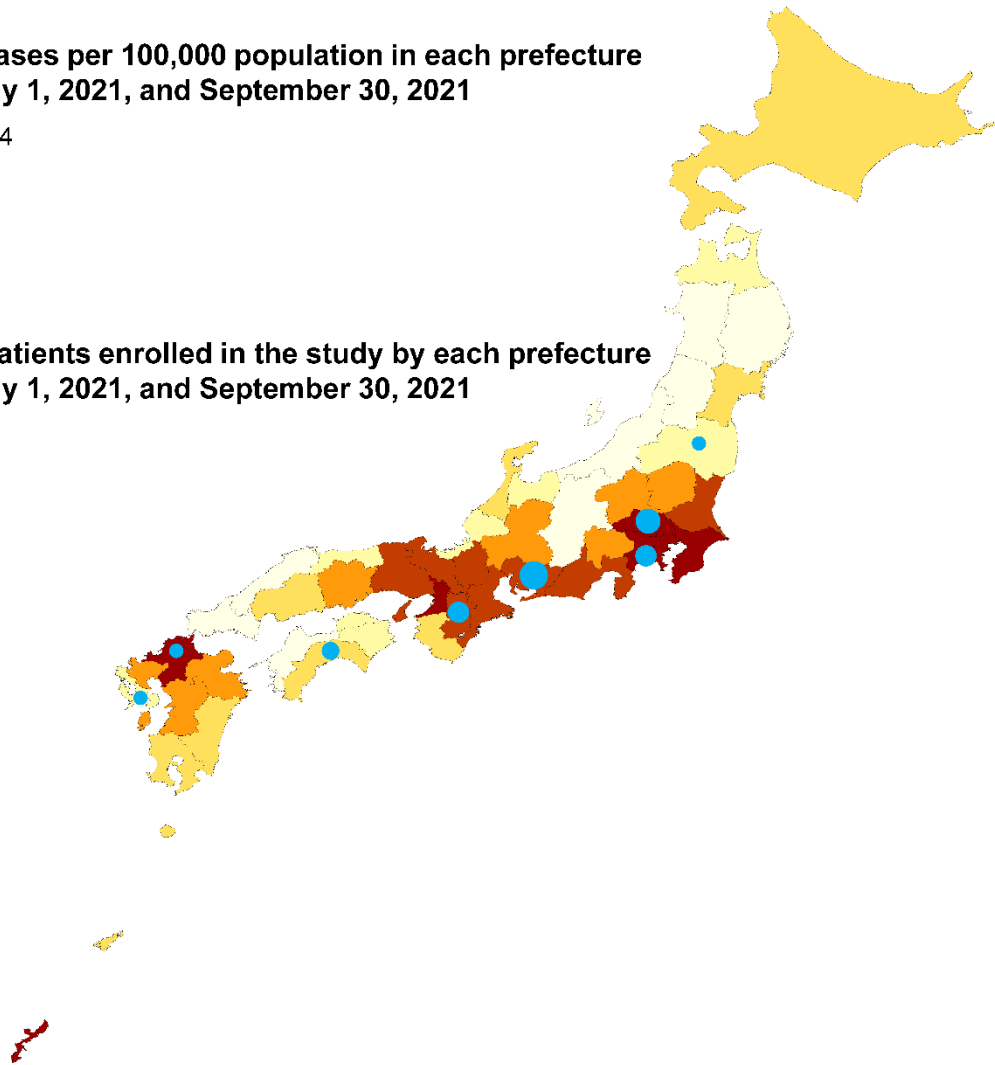 ases per 100,000 population in each prefecture
y 1, 2021, and September 30, 2021
4
atients enrolled in the study by each prefecture
y 1, 2021, and September 30, 2021